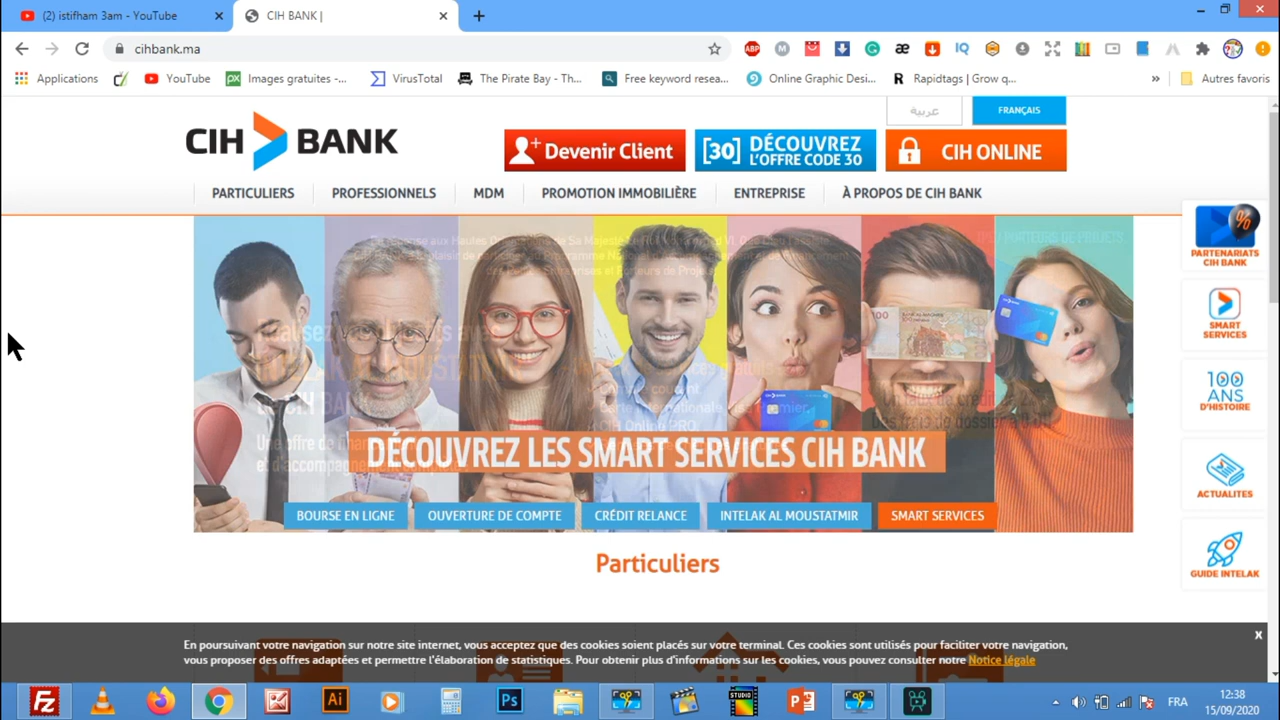 (2) istifham 3am - YouTube
CIH BANK |
cihbank.ma
Applications
YouTube
Images gratuites -...
VirusTotal
The Pirate Bay - Th...
Free keyword resea...
Online Graphic Desi...
Rapidtags | Grow q...
»
Autres favoris
عربية
FRANÇAIS
CIH BANK
Devenir Client
[30] DÉCOUVREZ
L'OFFRE CODE 30
CIH ONLINE
PARTICULIERS
PROFESSIONNELS
MDM
PROMOTION IMMOBILIÈRE
ENTREPRISE
À PROPOS DE CIH BANK
PARTENARIATS
CIH BANK
SMART
SERVICES
100
ANS
D'HISTOIRE
ACTUALITES
GUIDE INTELAK
DÉCOUVREZ LES SMART SERVICES CIH BANK
BOURSE EN LIGNE
OUVERTURE DE COMPTE
CRÉDIT RELANCE
INTELAK AL MOUSTATMIR
SMART SERVICES
Particuliers
En poursuivant votre navigation sur notre site internet, vous acceptez que des cookies soient placés sur votre terminal. Ces cookies sont utilisés pour faciliter votre navigation,
vous proposer des offres adaptées et permettre l'élaboration de statistiques. Pour obtenir plus d'informations sur les cookies, vous pouvez consulter notre Notice légale
x
FRA
12:38
15/09/2020